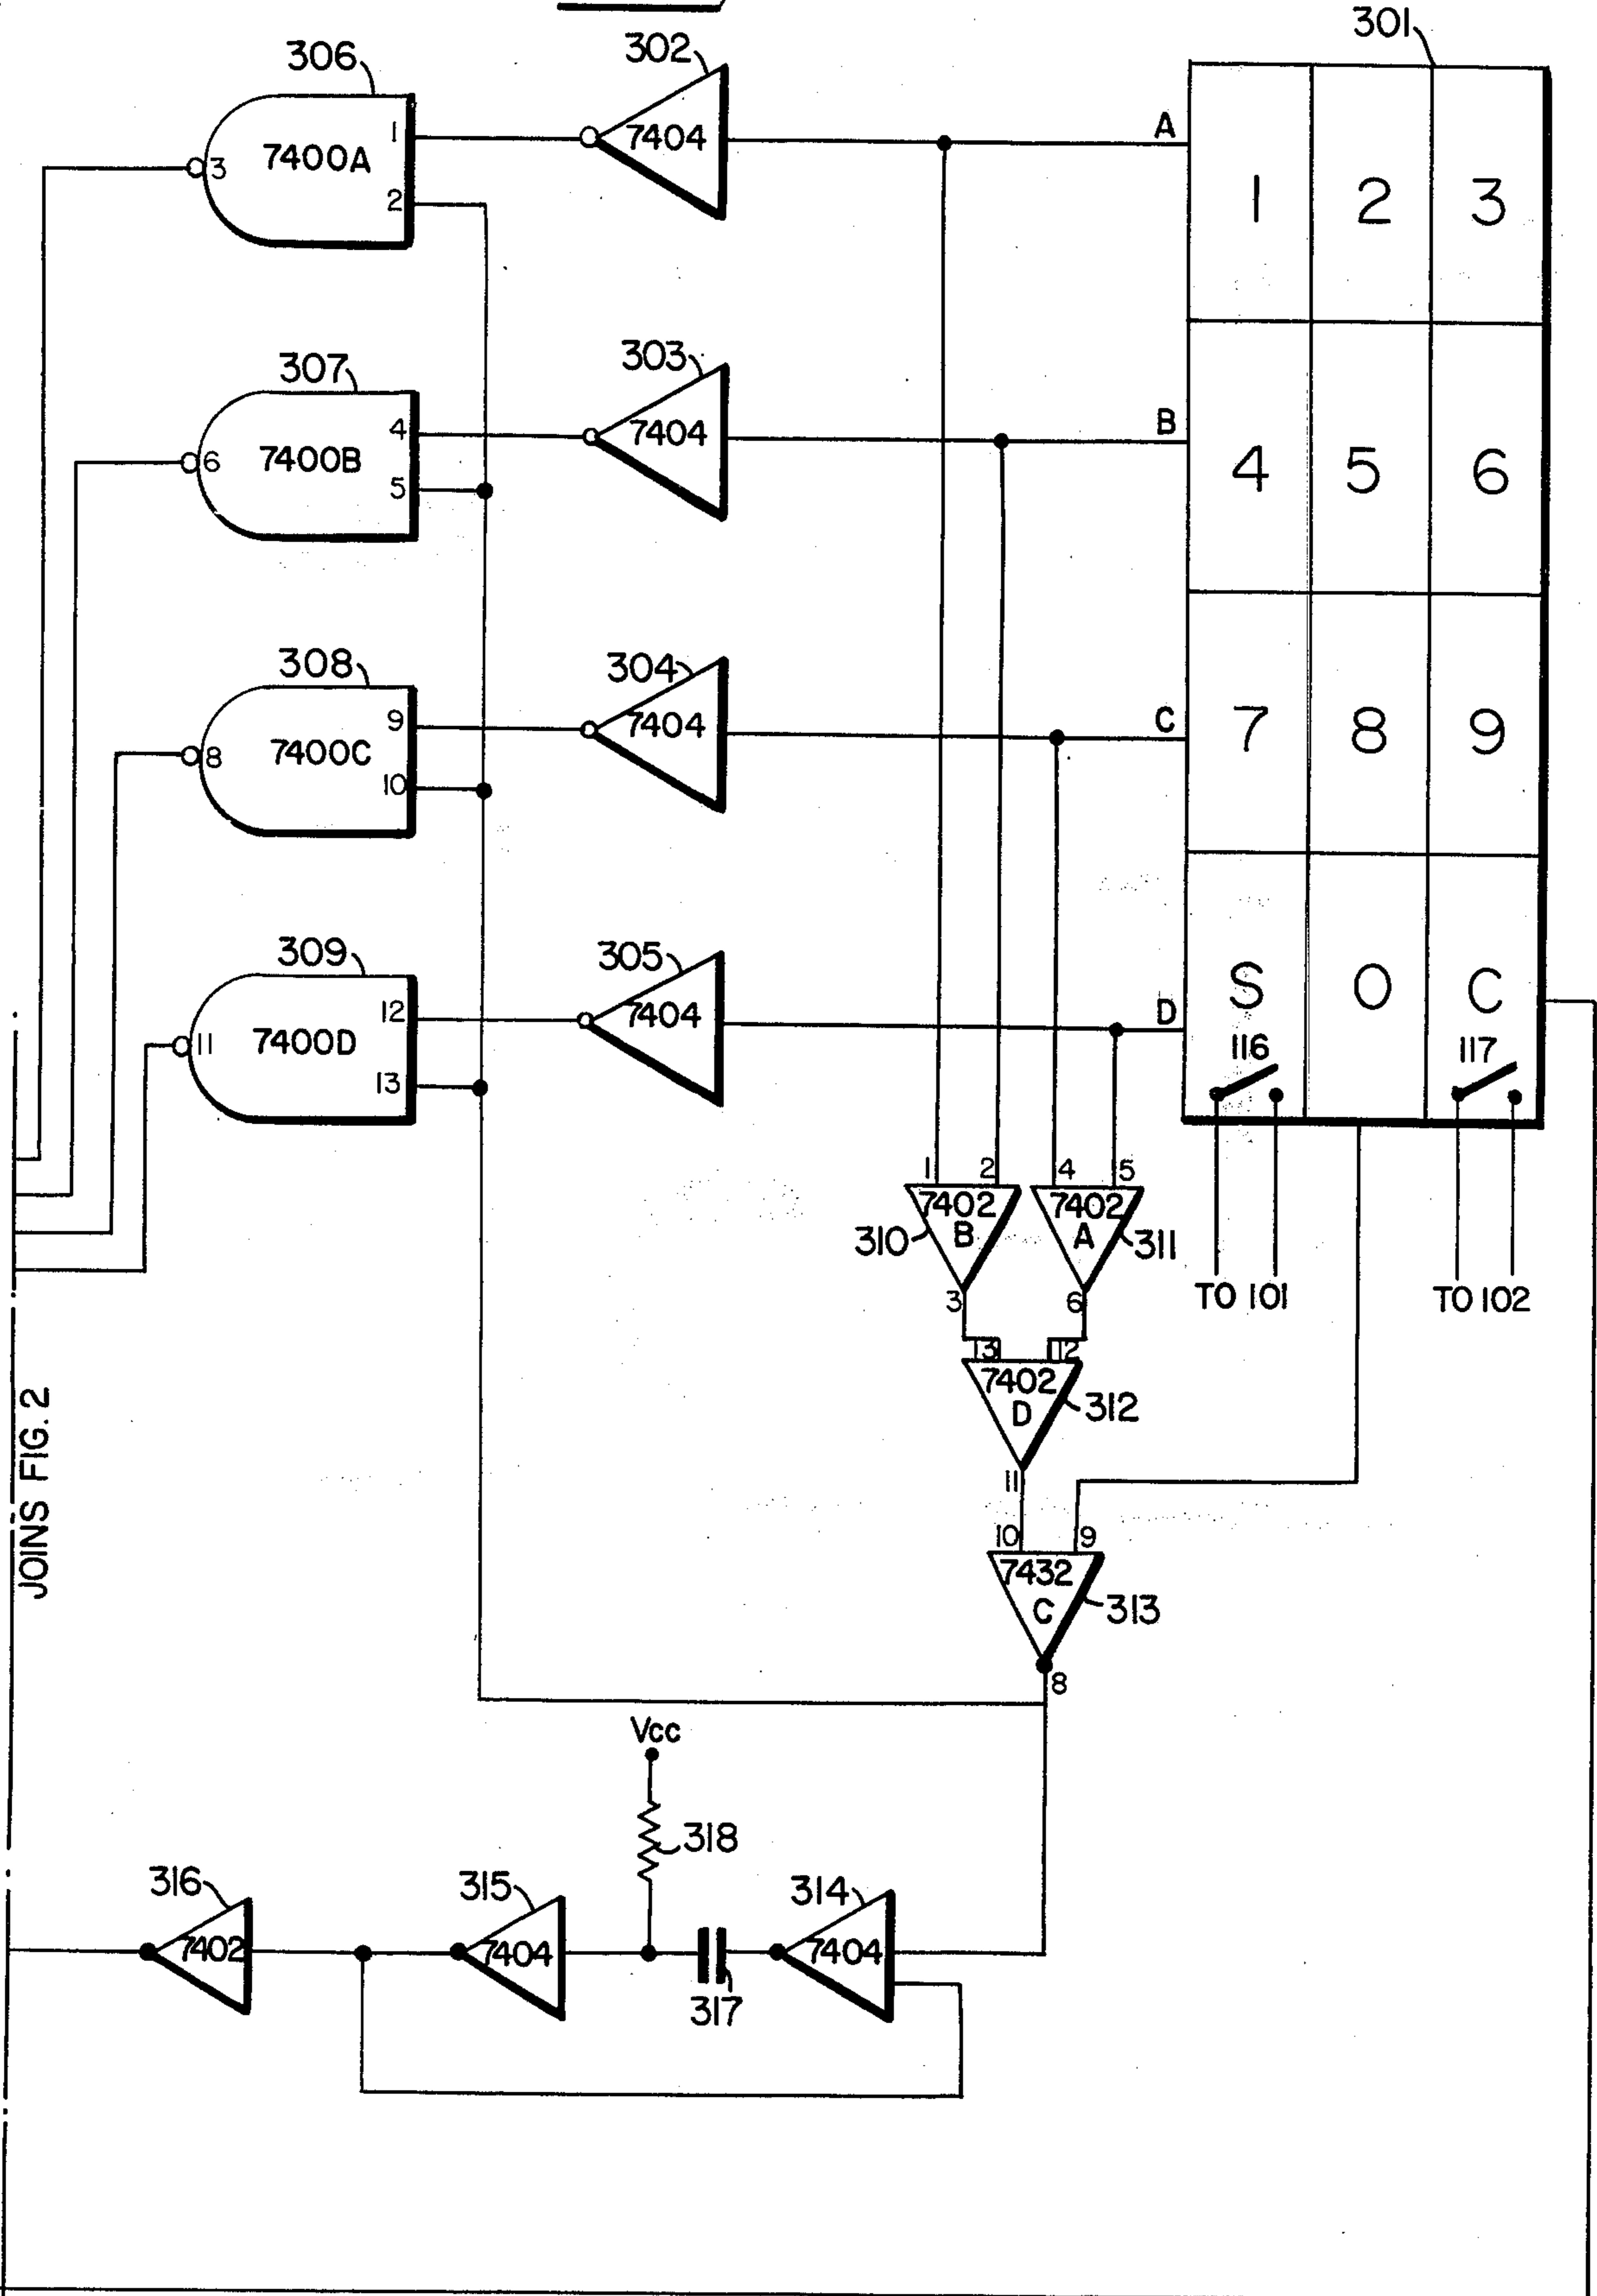 301
306
302
A
1
7400A
7404
3
2
1 2 3
307
303
B
4
7400B
7404
6
5
4 5 6
308
304
C
9
7400C
7404
8
10
7 8 9
309
305
D
12
7400D
7404
11
13
S 0 C
116 117
1 2 4 5
7402 7402
310 B A 311
TO 101 TO 102
3 6
13 12
7402
D 312
11
JOINS FIG. 2
10 9
7432
C 313
8
Vcc
318
316 315 314
7402 7404 7404
317